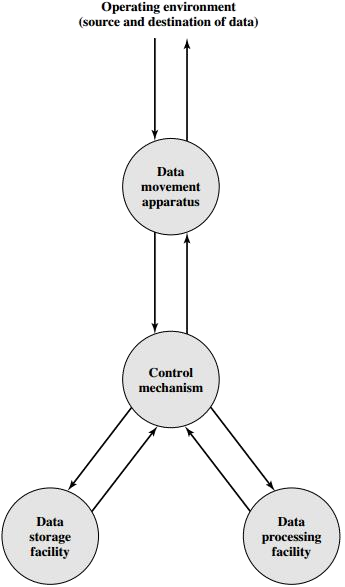 Operating environment
(source and destination of data)
Data
movement
apparatus
Control
mechanism
Data
storage
facility
Data
processing
facility